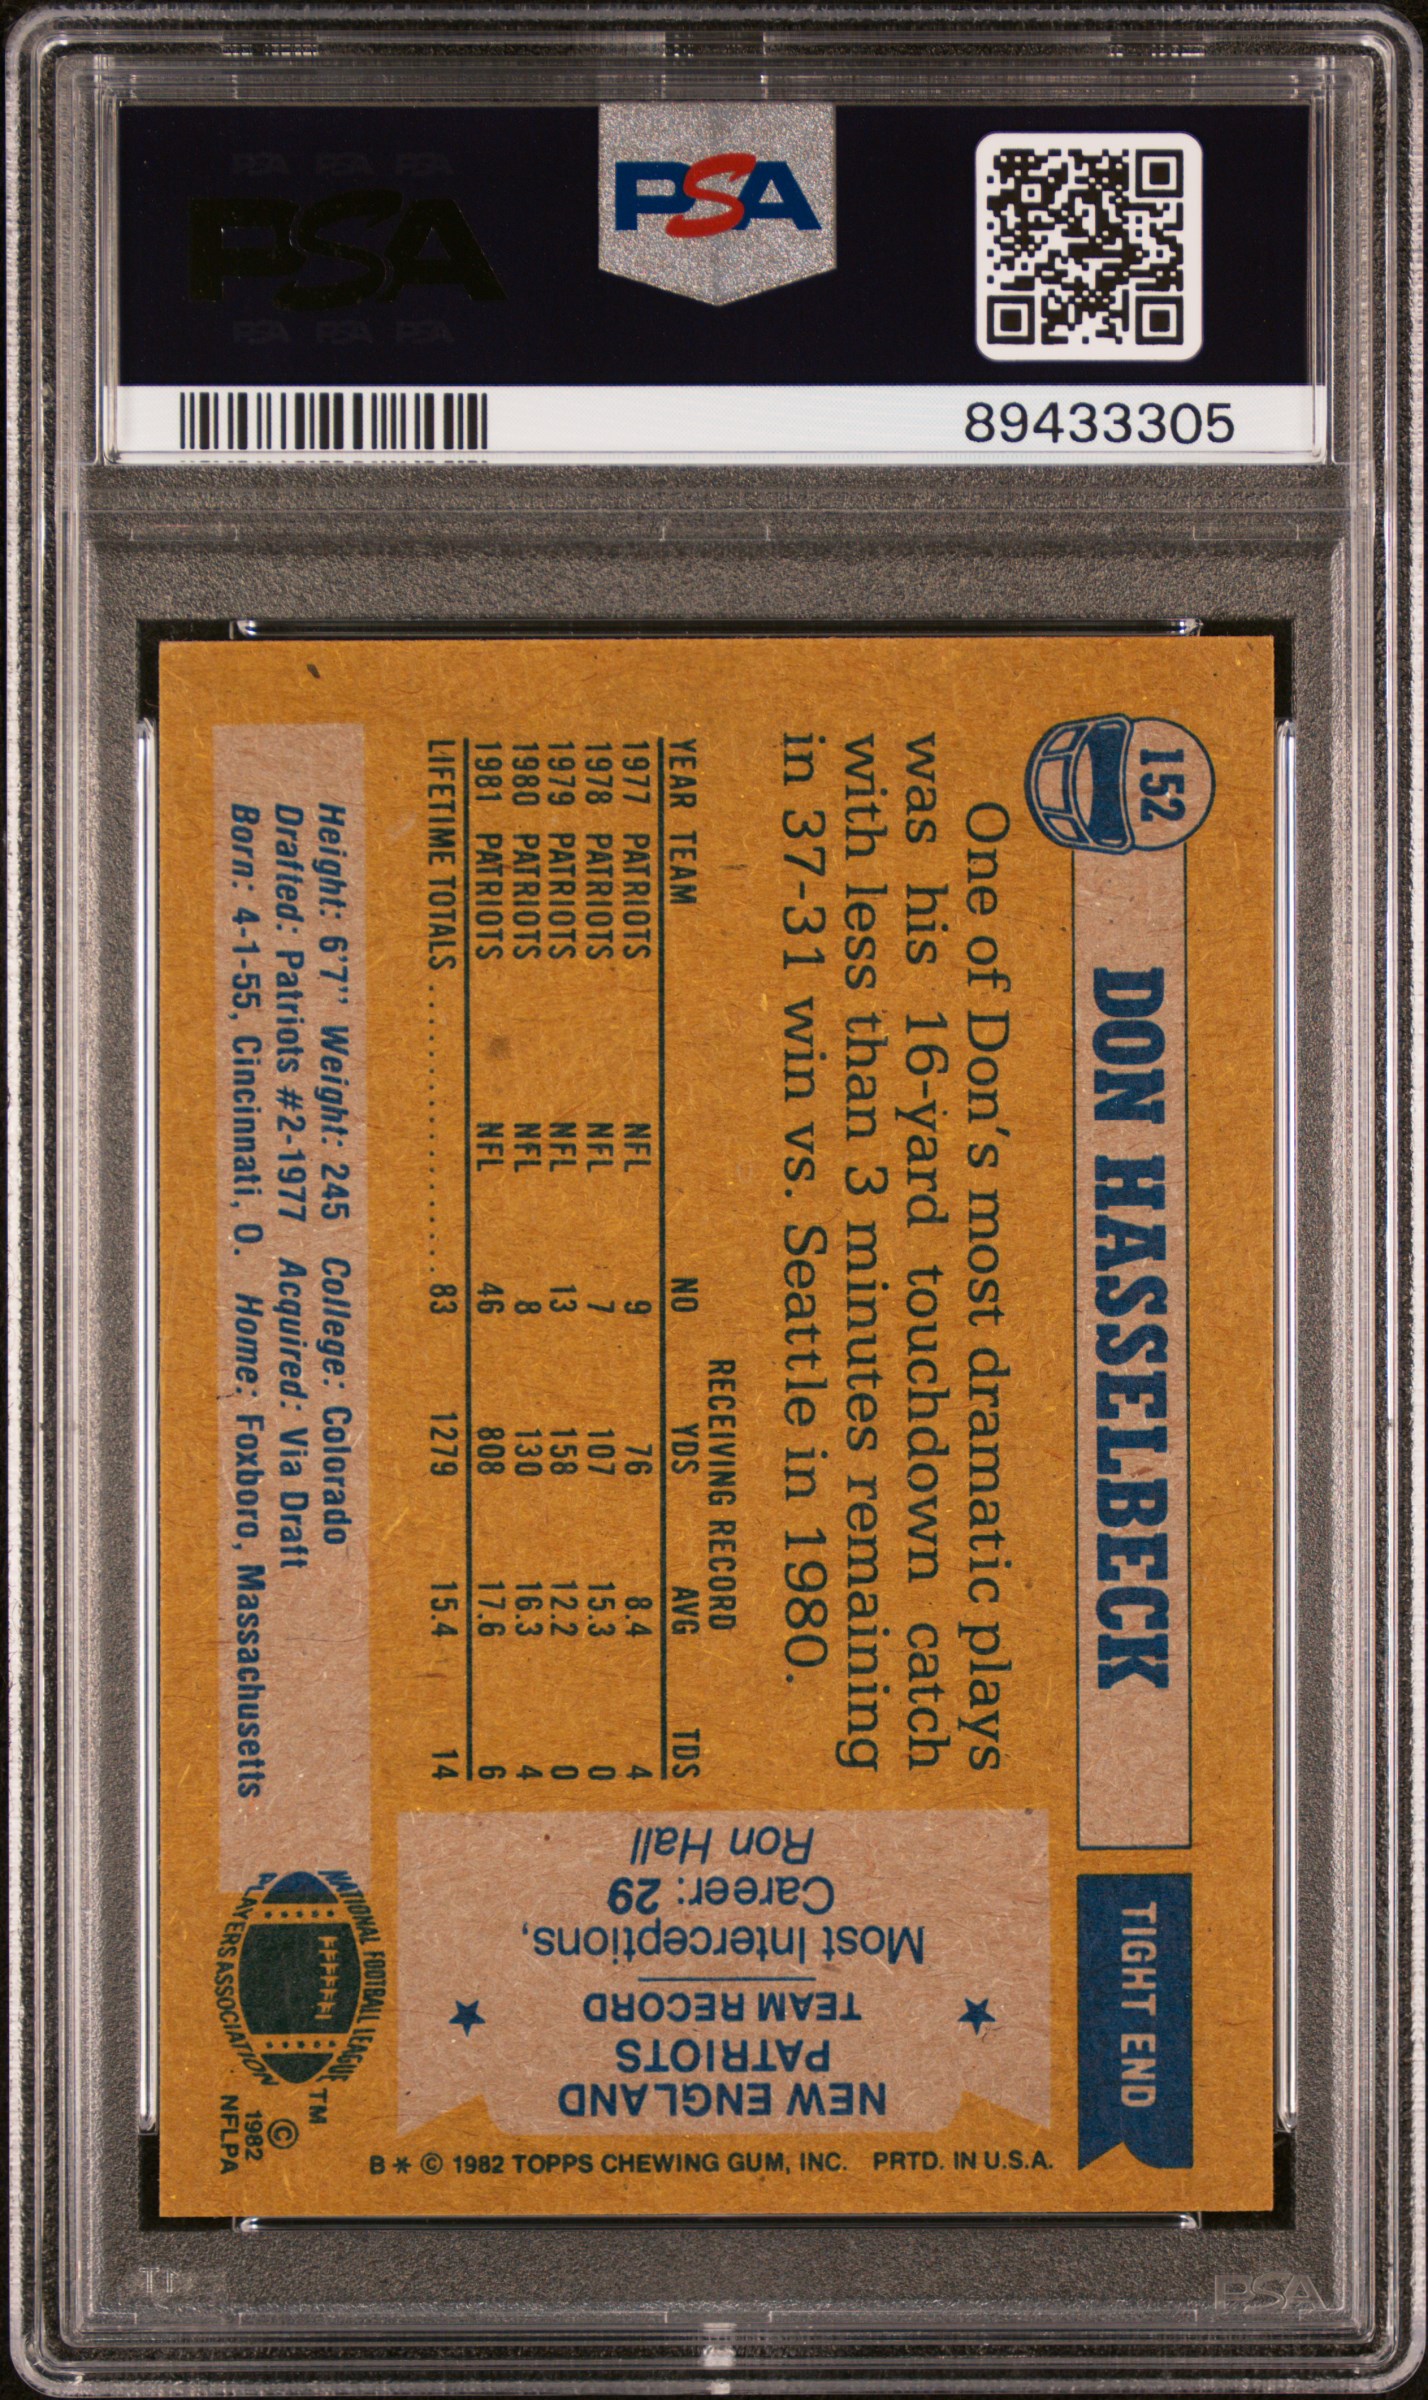 PSA PSA PSA
PSA
PSA PSA PSA
PSA
89433305
152
DON HASSELBECK
TIGHT END
One of Don's most dramatic plays
was his 16-yard touchdown catch
with less than 3 minutes remaining
in 37-31 win vs. Seattle in 1980.
RECEIVING RECORD
YEAR TEAM NO YDS AVG TDS
1977 PATRIOTS NFL 9 76 8.4 4
1978 PATRIOTS NFL 7 107 15.3 0
1979 PATRIOTS NFL 13 158 12.2 0
1980 PATRIOTS NFL 8 130 16.3 4
1981 PATRIOTS NFL 46 808 17.6 6
LIFETIME TOTALS . . . . . . . . . . . . . . . . 83 1279 15.4 14
Height: 6'7" Weight: 245 College: Colorado
Drafted: Patriots #2-1977 Acquired: Via Draft
Born: 4-1-55, Cincinnati, O. Home: Foxboro, Massachusetts
NEW ENGLAND
PATRIOTS
TEAM RECORD
Most Interceptions,
Career: 29
Ron Hall
NATIONAL FOOTBALL LEAGUE
PLAYERS ASSOCIATION
TM
©
1982
NFLPA
B * © 1982 TOPPS CHEWING GUM, INC. PRTD. IN U.S.A.
PSA